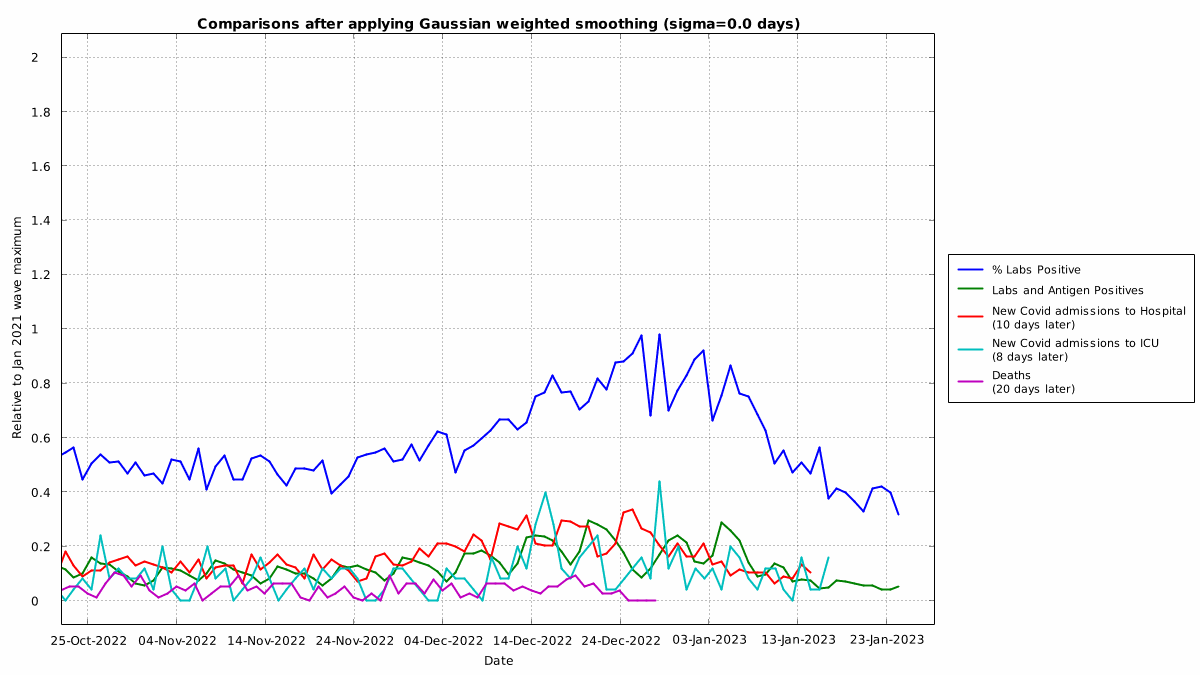 Comparisons after applying Gaussian weighted smoothing (sigma=0.0 days)
Relative to Jan 2021 wave maximum
2
1.8
1.6
1.4
1.2
1
0.8
0.6
0.4
0.2
0
25-Oct-2022 04-Nov-2022 14-Nov-2022 24-Nov-2022 04-Dec-2022 14-Dec-2022 24-Dec-2022 03-Jan-2023 13-Jan-2023 23-Jan-2023
Date
% Labs Positive
Labs and Antigen Positives
New Covid admissions to Hospital
(10 days later)
New Covid admissions to ICU
(8 days later)
Deaths
(20 days later)